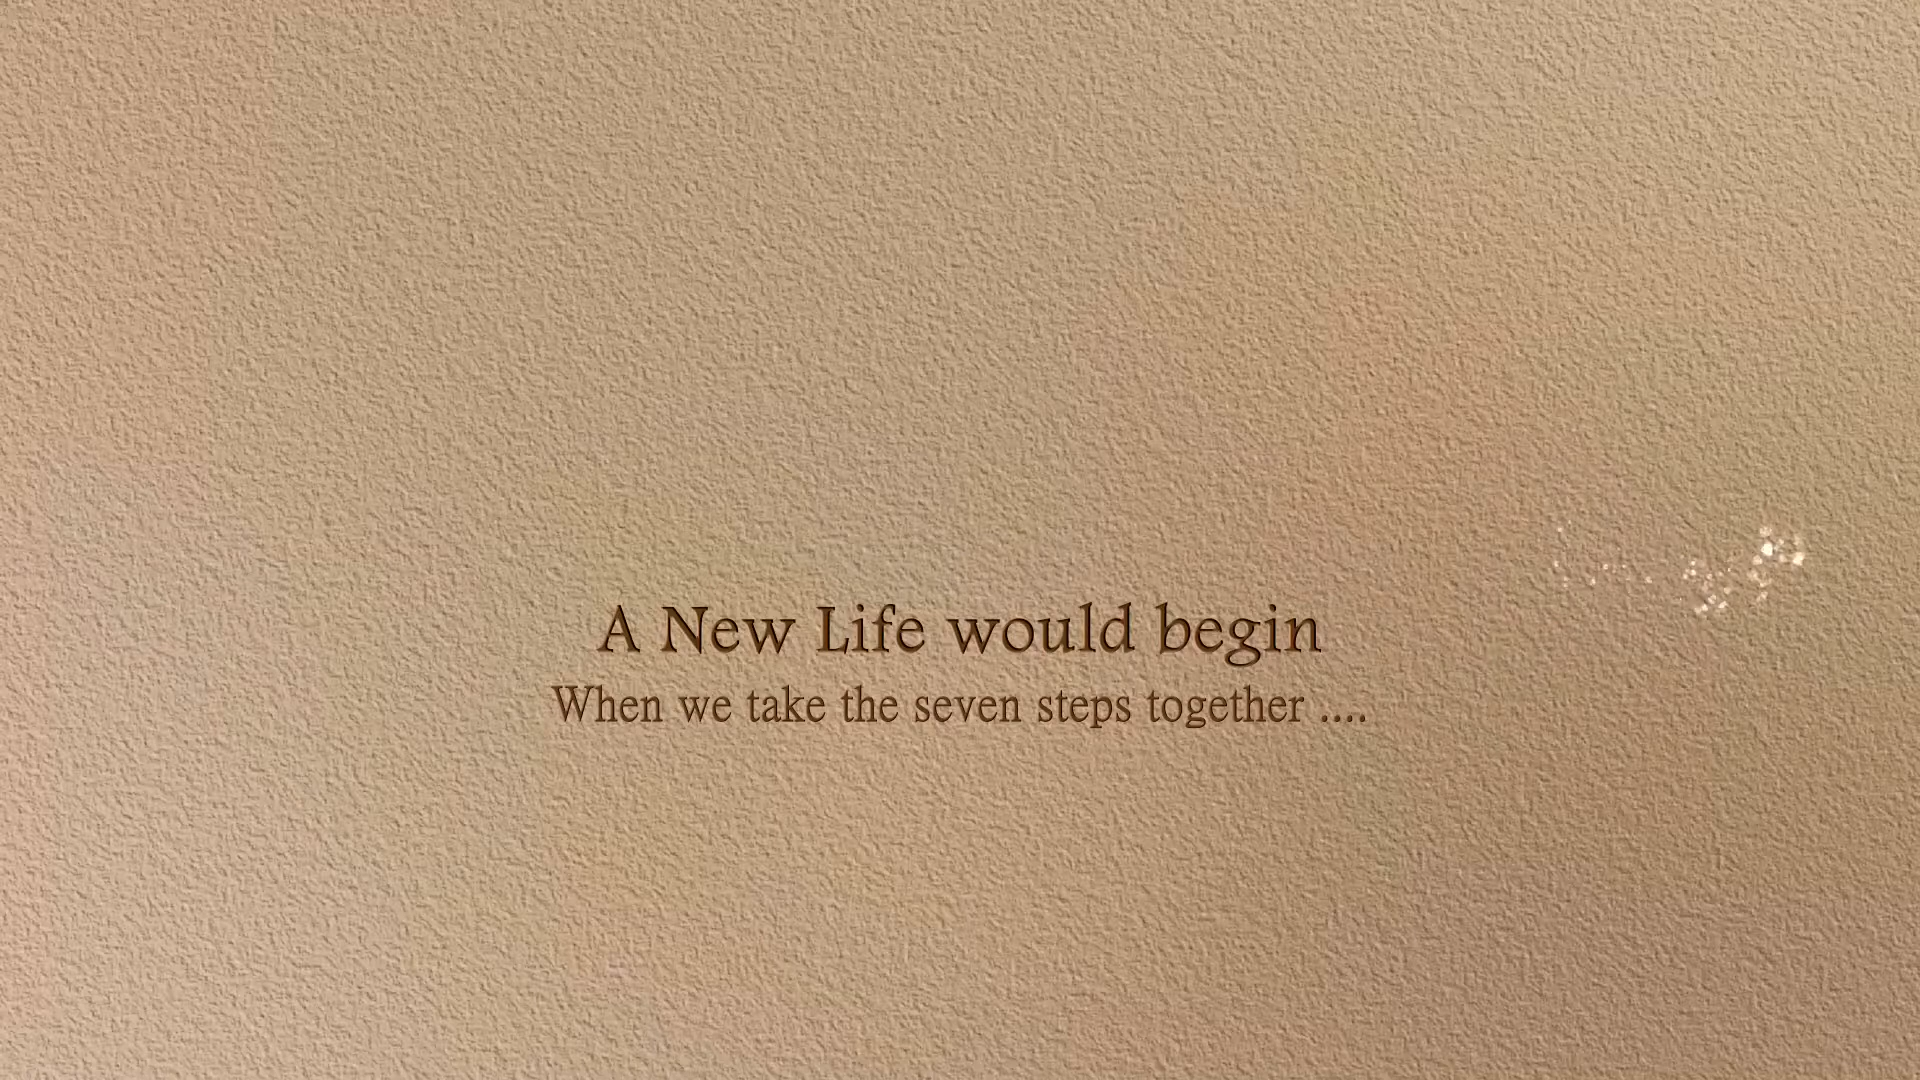 A New Life would begin
When we take the seven steps together ....